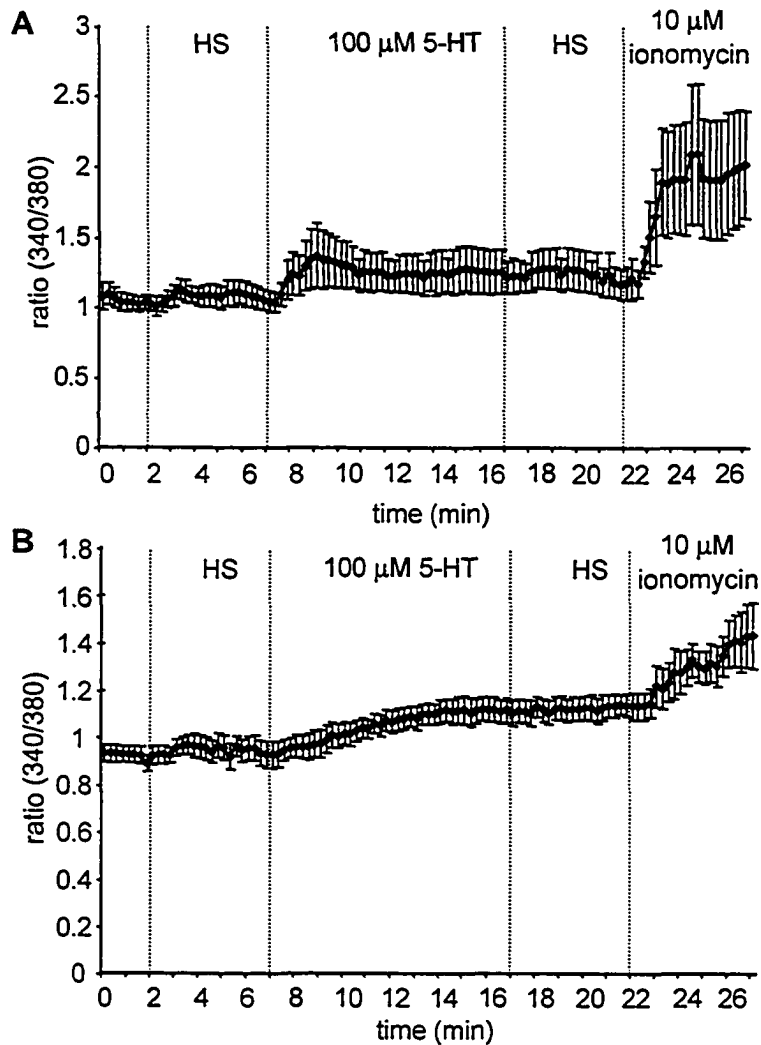 A
3
2.5
2
1.5
1
0.5
0
ratio (340/380)
HS
100 μM 5-HT
HS
10 μM
ionomycin
0 2 4 6 8 10 12 14 16 18 20 22 24 26
time (min)
B
1.8
1.6
1.4
1.2
1
0.8
0.6
0.4
0.2
0
ratio (340/380)
HS
100 μM 5-HT
HS
10 μM
ionomycin
0 2 4 6 8 10 12 14 16 18 20 22 24 26
time (min)